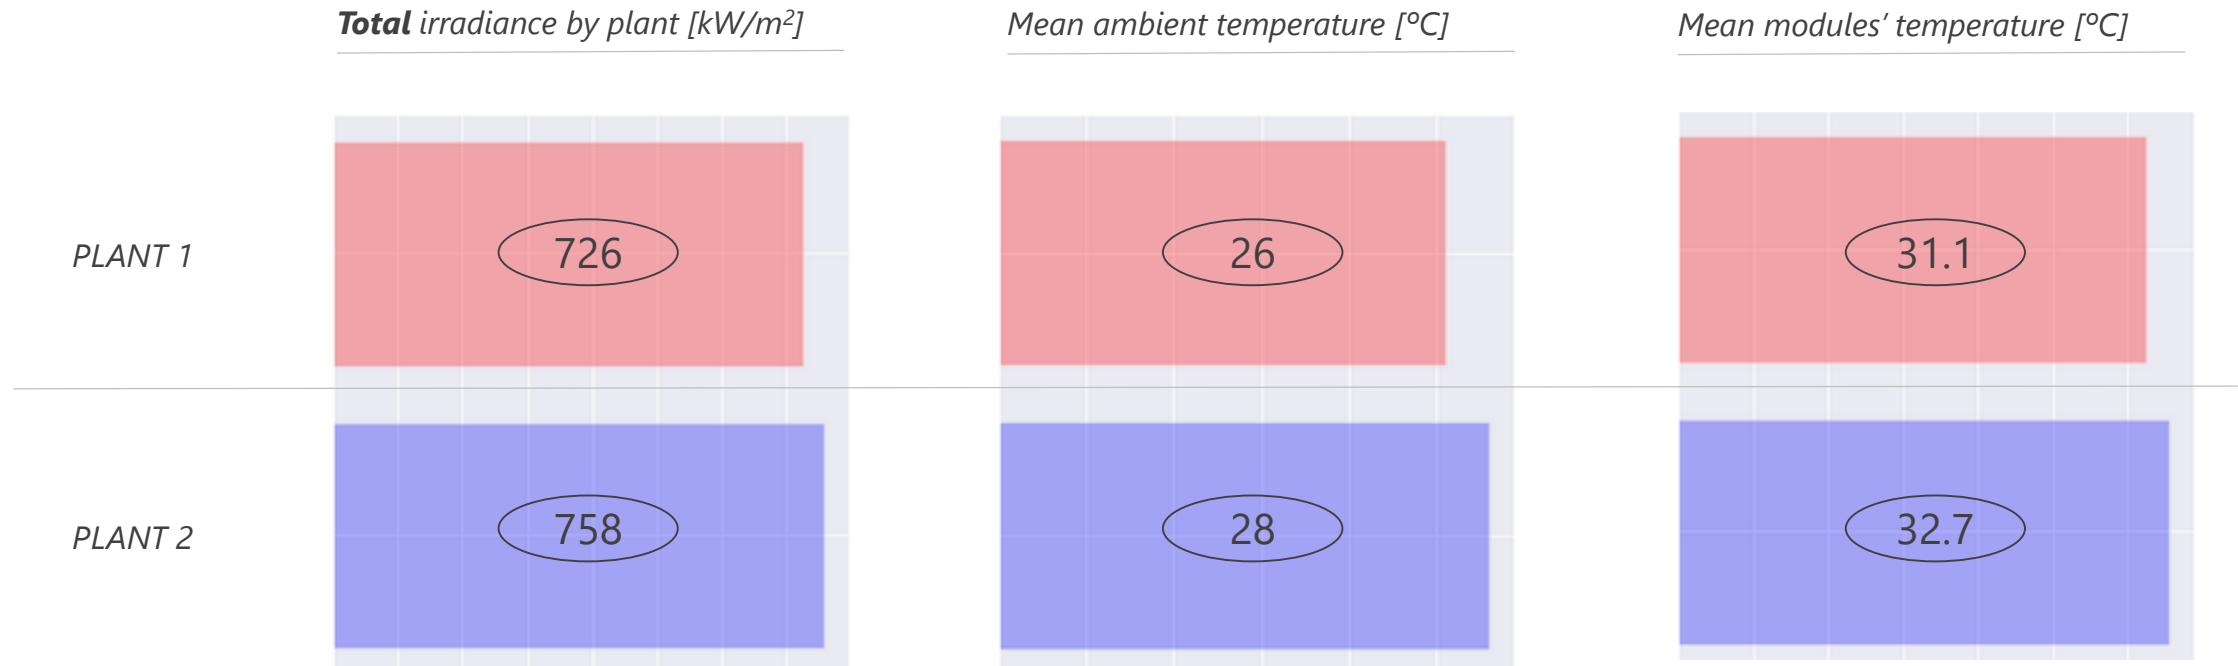 Total irradiance by plant [kW/m²]
Mean ambient temperature [°C]
Mean modules’ temperature [°C]
PLANT 1
726
26
31.1
PLANT 2
758
28
32.7